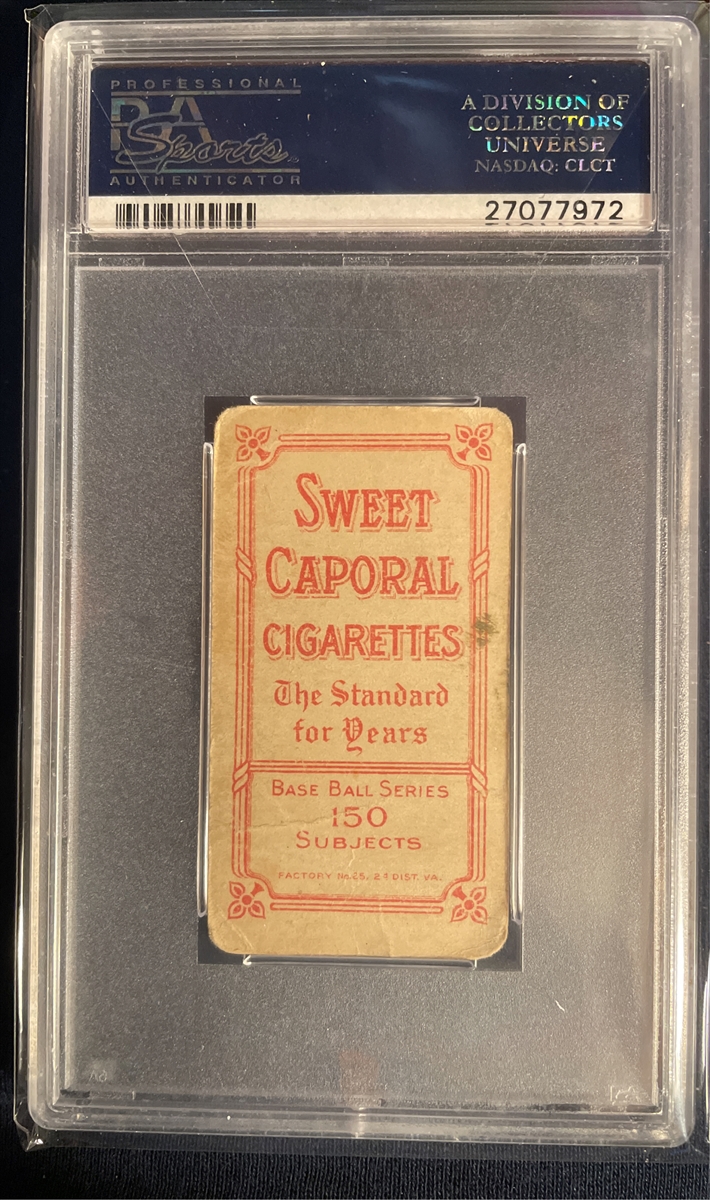 PROFESSIONAL
PSA
Sports
AUTHENTICATOR
A DIVISION OF
COLLECTORS
UNIVERSE
NASDAQ: CLCT
27077972
SWEET
CAPORAL
CIGARETTES
The Standard
for Years
BASE BALL SERIES
150
SUBJECTS
FACTORY No. 25, 2d DIST. VA.